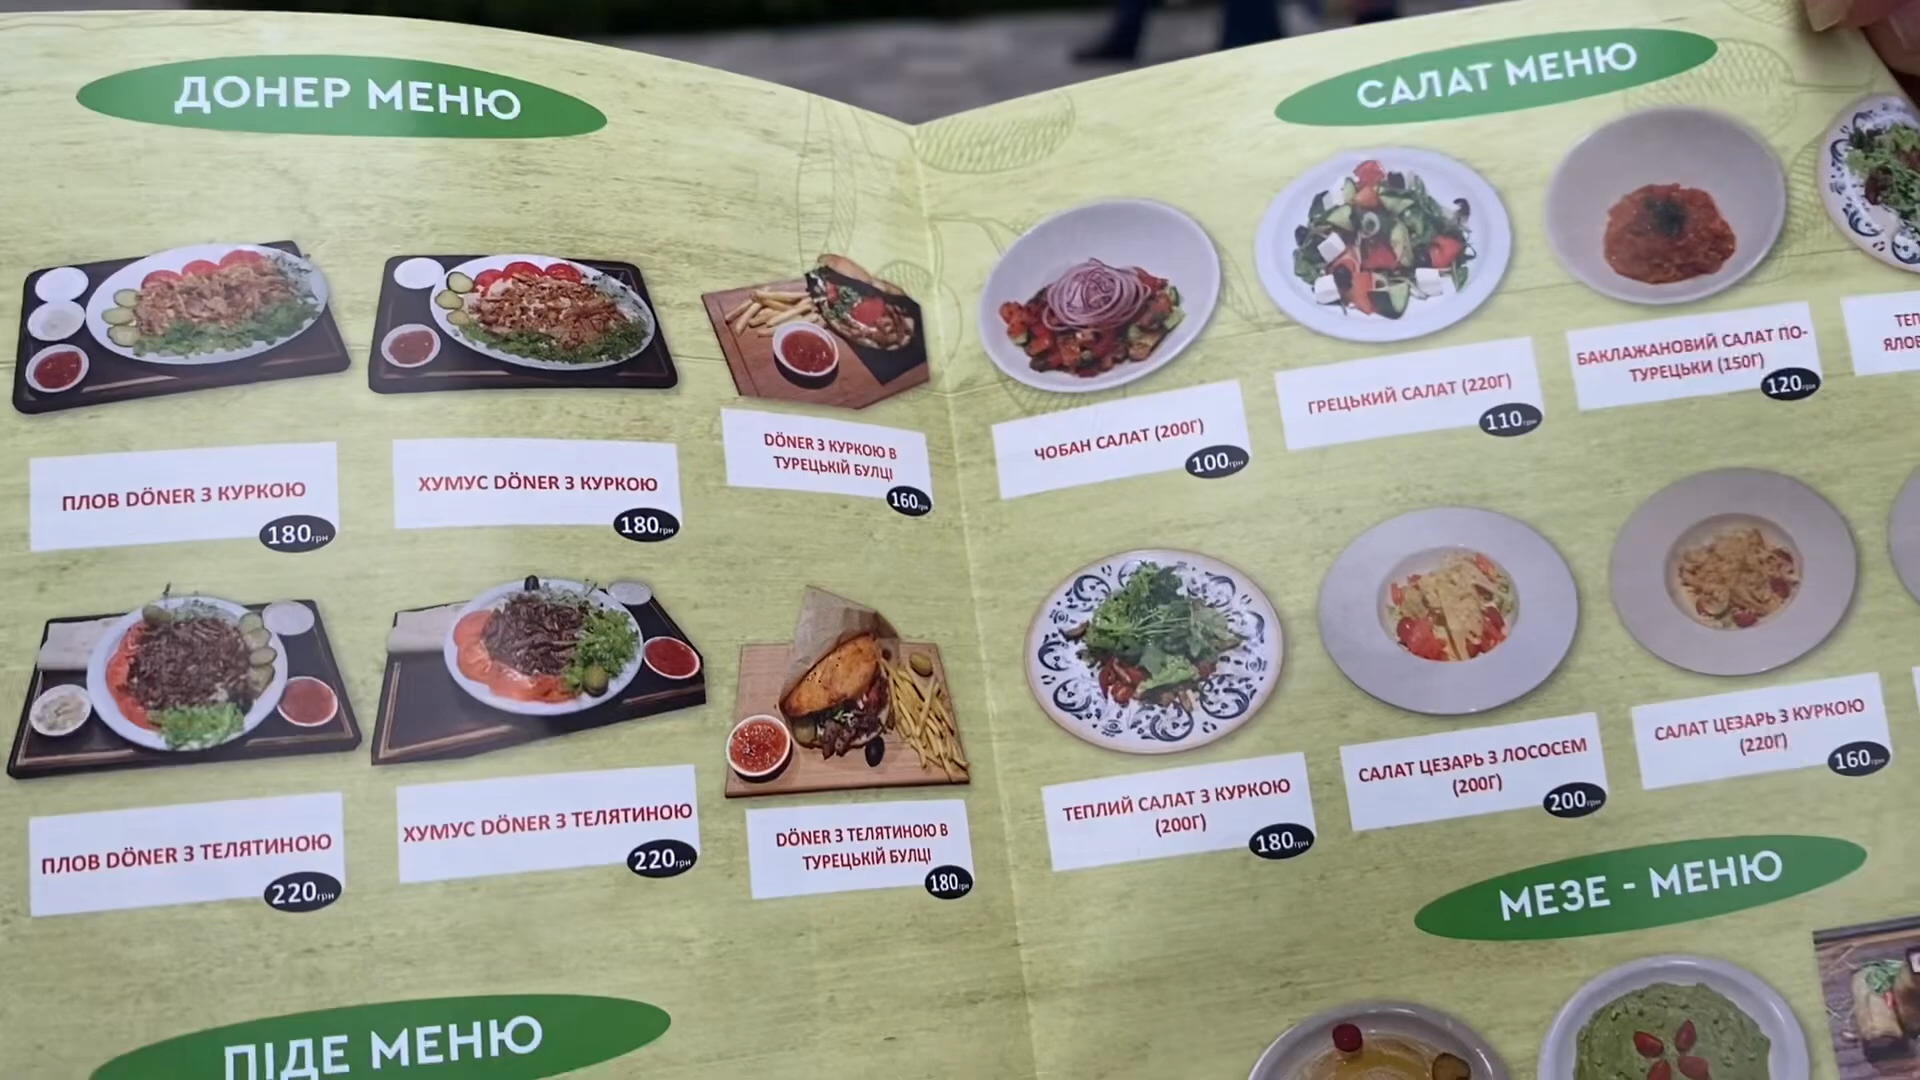 ДОНЕР МЕНЮ
ПЛОВ DÖNER З КУРКОЮ
180грн
ХУМУС DÖNER З КУРКОЮ
180грн
DÖNER З КУРКОЮ В
ТУРЕЦЬКІЙ БУЛЦІ
160грн
ПЛОВ DÖNER З ТЕЛЯТИНОЮ
220грн
ХУМУС DÖNER З ТЕЛЯТИНОЮ
220грн
DÖNER З ТЕЛЯТИНОЮ В
ТУРЕЦЬКІЙ БУЛЦІ
180грн
ПІДЕ МЕНЮ
САЛАТ МЕНЮ
ЧОБАН САЛАТ (200Г)
100грн
ГРЕЦЬКИЙ САЛАТ (220Г)
110грн
БАКЛАЖАНОВИЙ САЛАТ ПО-
ТУРЕЦЬКИ (150Г)
120грн
ТЕПЛИЙ САЛАТ З КУРКОЮ
(200Г)
180грн
САЛАТ ЦЕЗАРЬ З ЛОСОСЕМ
(200Г)
200грн
САЛАТ ЦЕЗАРЬ З КУРКОЮ
(220Г)
160грн
МЕЗЕ - МЕНЮ